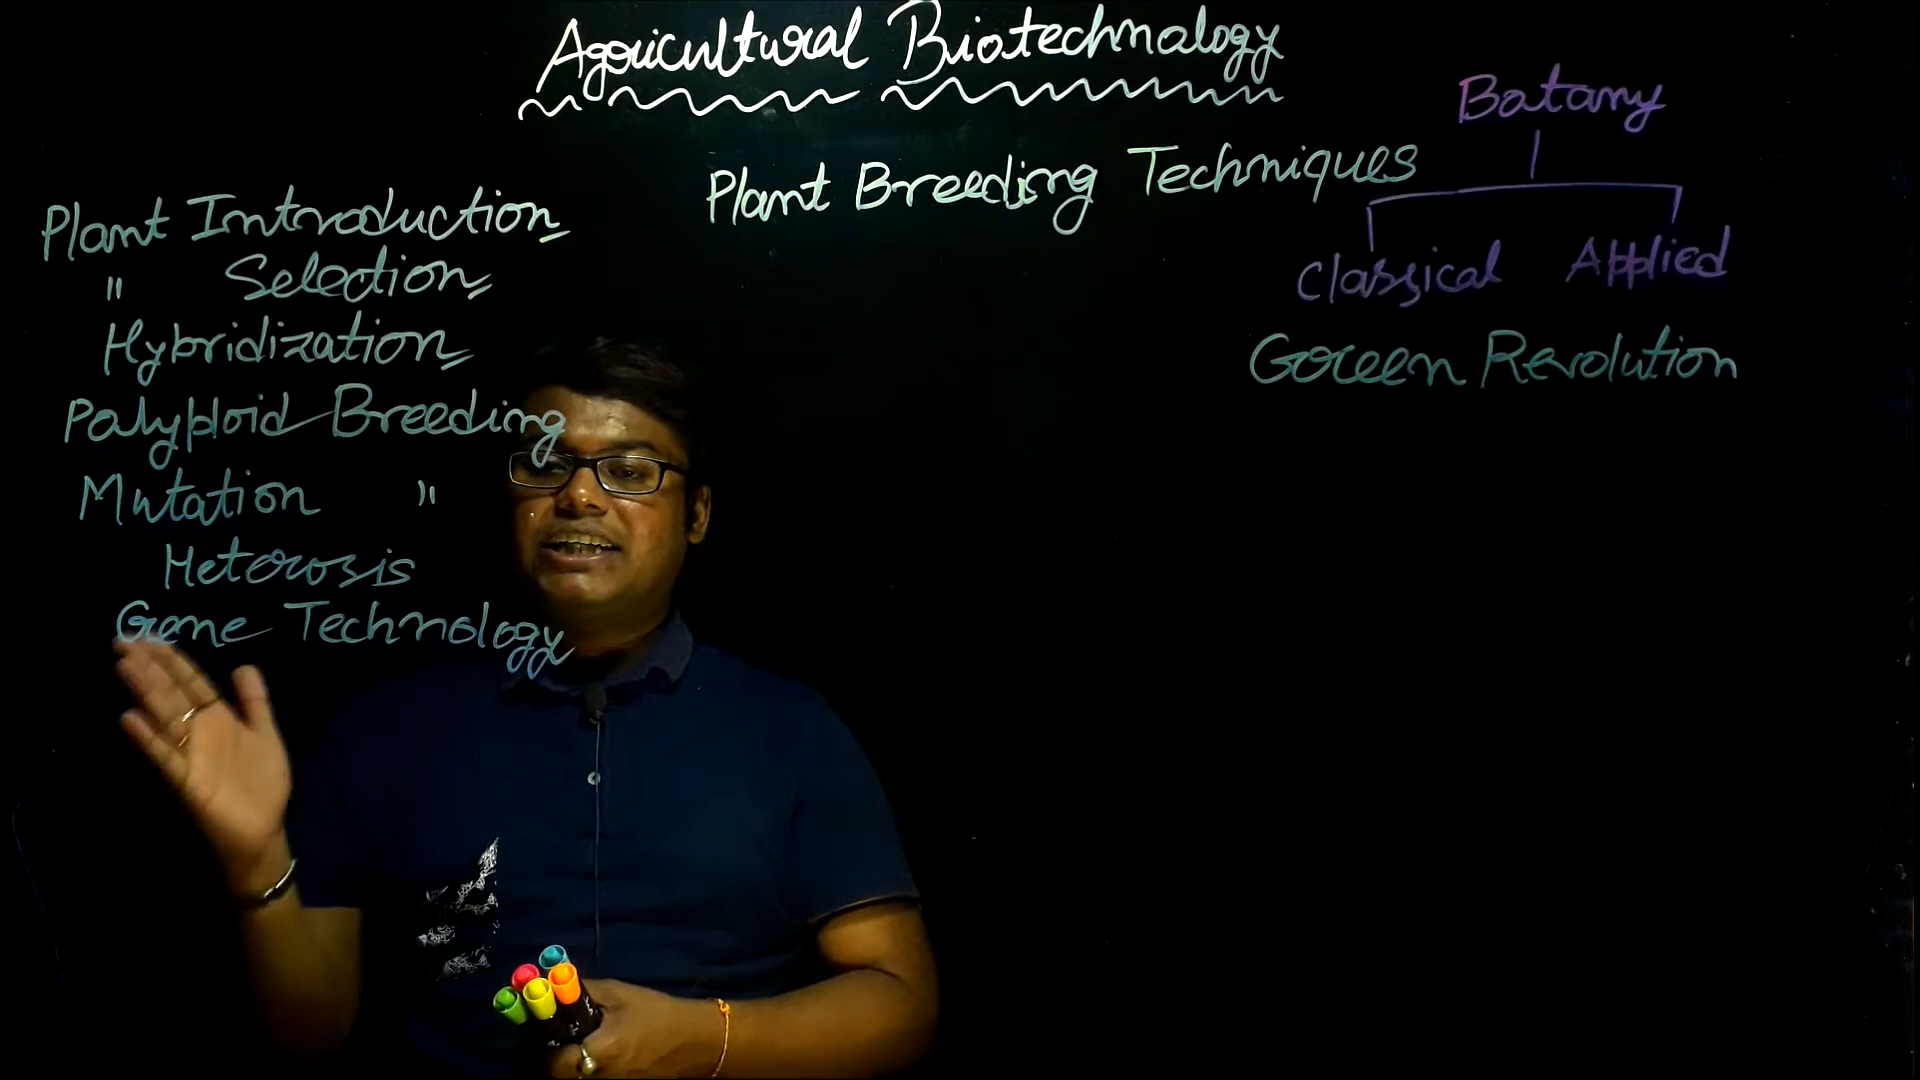 Agricultural Biotechnology
Plant Breeding Techniques
Plant Introduction
" Selection
Hybridization
Polyploid Breeding
Mutation "
Heterosis
Gene Technology
Botany
Classical Applied
Green Revolution